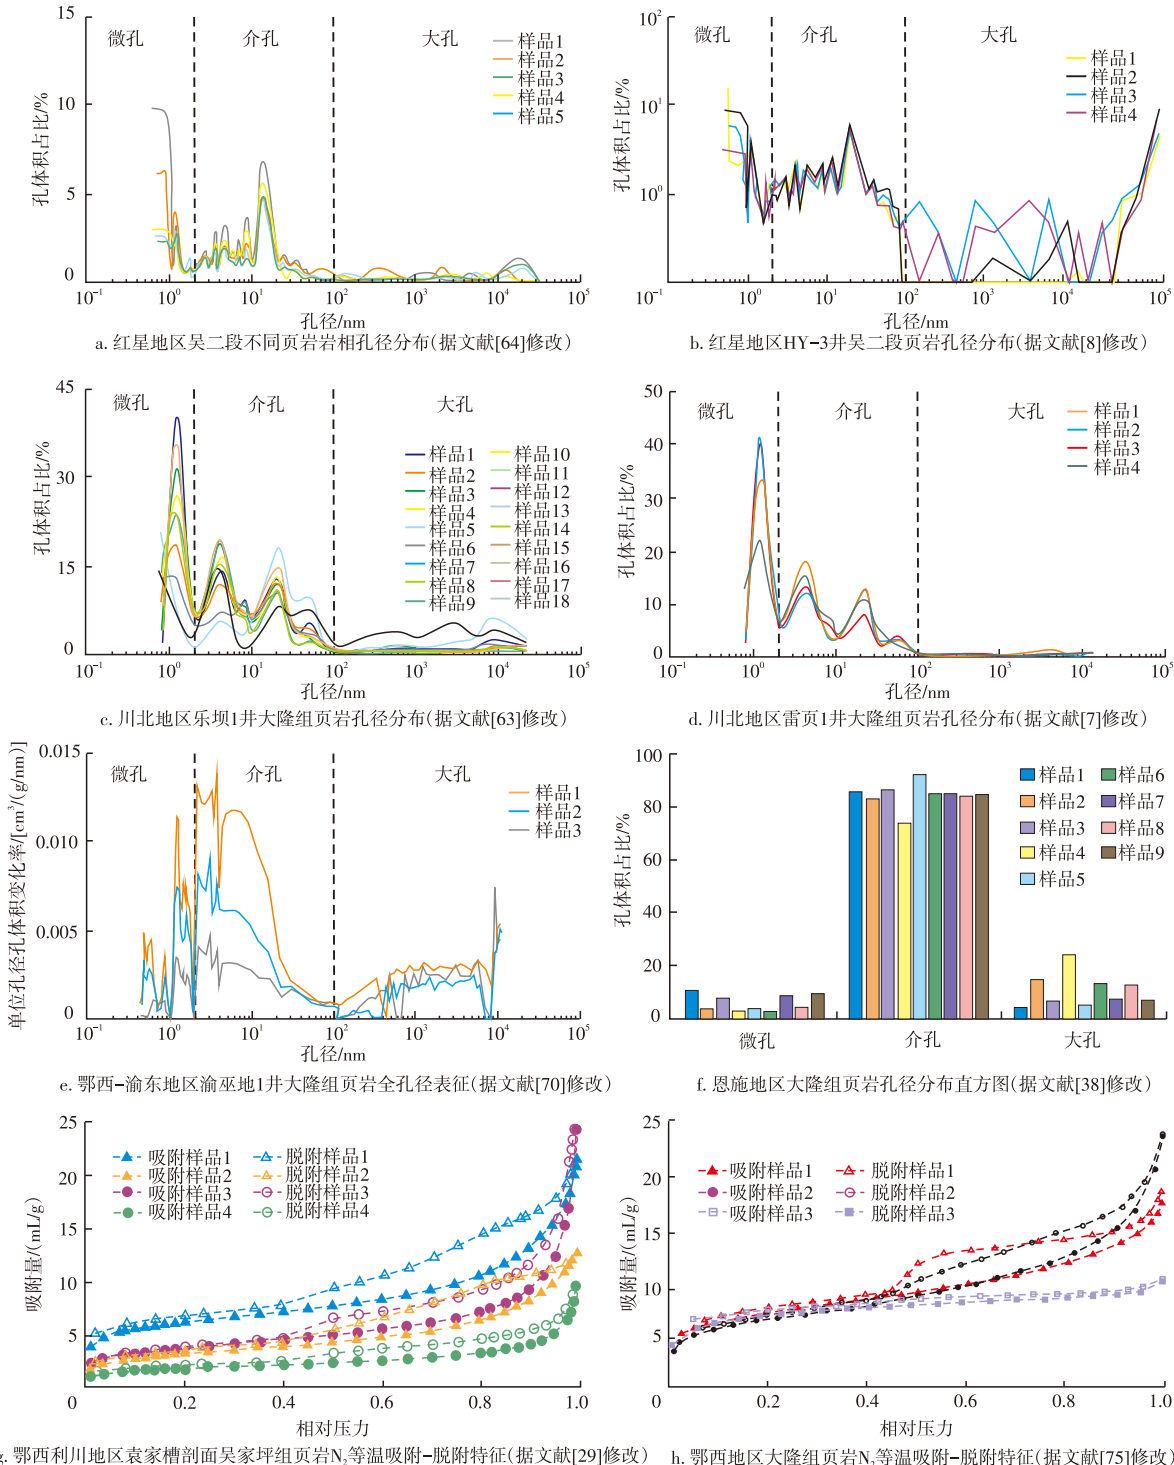 15
微孔
介孔
大孔
样品1
样品2
样品3
样品4
样品5
10
5
0
孔体积占比/%
10⁻¹ 10⁰ 10¹ 10² 10³ 10⁴ 10⁵
孔径/nm
a. 红星地区吴二段不同页岩岩相孔径分布(据文献[64]修改)
10²
微孔
介孔
大孔
样品1
样品2
样品3
样品4
10¹
10⁰
孔体积占比/%
10⁻¹ 10⁰ 10¹ 10² 10³ 10⁴ 10⁵
孔径/nm
b. 红星地区HY-3井吴二段页岩孔径分布(据文献[8]修改)
45
微孔
介孔
大孔
30
15
0
孔体积占比/%
样品1 样品10
样品2 样品11
样品3 样品12
样品4 样品13
样品5 样品14
样品6 样品15
样品7 样品16
样品8 样品17
样品9 样品18
10⁻¹ 10⁰ 10¹ 10² 10³ 10⁴ 10⁵
孔径/nm
c. 川北地区乐坝1井大隆组页岩孔径分布(据文献[63]修改)
50
微孔
介孔
大孔
样品1
样品2
样品3
样品4
40
30
20
10
0
孔体积占比/%
10⁻¹ 10⁰ 10¹ 10² 10³ 10⁴ 10⁵
孔径/nm
d. 川北地区雷页1井大隆组页岩孔径分布(据文献[7]修改)
0.015
微孔
介孔
大孔
样品1
样品2
样品3
0.010
0.005
0
单位孔径孔体积变化率/[cm³/(g/nm)]
10⁻¹ 10⁰ 10¹ 10² 10³ 10⁴ 10⁵
孔径/nm
e. 鄂西-渝东地区渝巫地1井大隆组页岩全孔径表征(据文献[70]修改)
100
80
60
40
20
0
孔体积占比/%
样品1 样品6
样品2 样品7
样品3 样品8
样品4 样品9
样品5
微孔 介孔 大孔
f. 恩施地区大隆组页岩孔径分布直方图(据文献[38]修改)
25
20
15
10
5
0
吸附量/(mL/g)
吸附样品1 脱附样品1
吸附样品2 脱附样品2
吸附样品3 脱附样品3
吸附样品4 脱附样品4
0.2 0.4 0.6 0.8 1.0
相对压力
g. 鄂西利川地区袁家槽剖面吴家坪组页岩N₂等温吸附-脱附特征(据文献[29]修改)
25
20
15
10
5
0
吸附量/(mL/g)
吸附样品1 脱附样品1
吸附样品2 脱附样品2
吸附样品3 脱附样品3
0.2 0.4 0.6 0.8 1.0
相对压力
h. 鄂西地区大隆组页岩N₂等温吸附-脱附特征(据文献[75]修改)